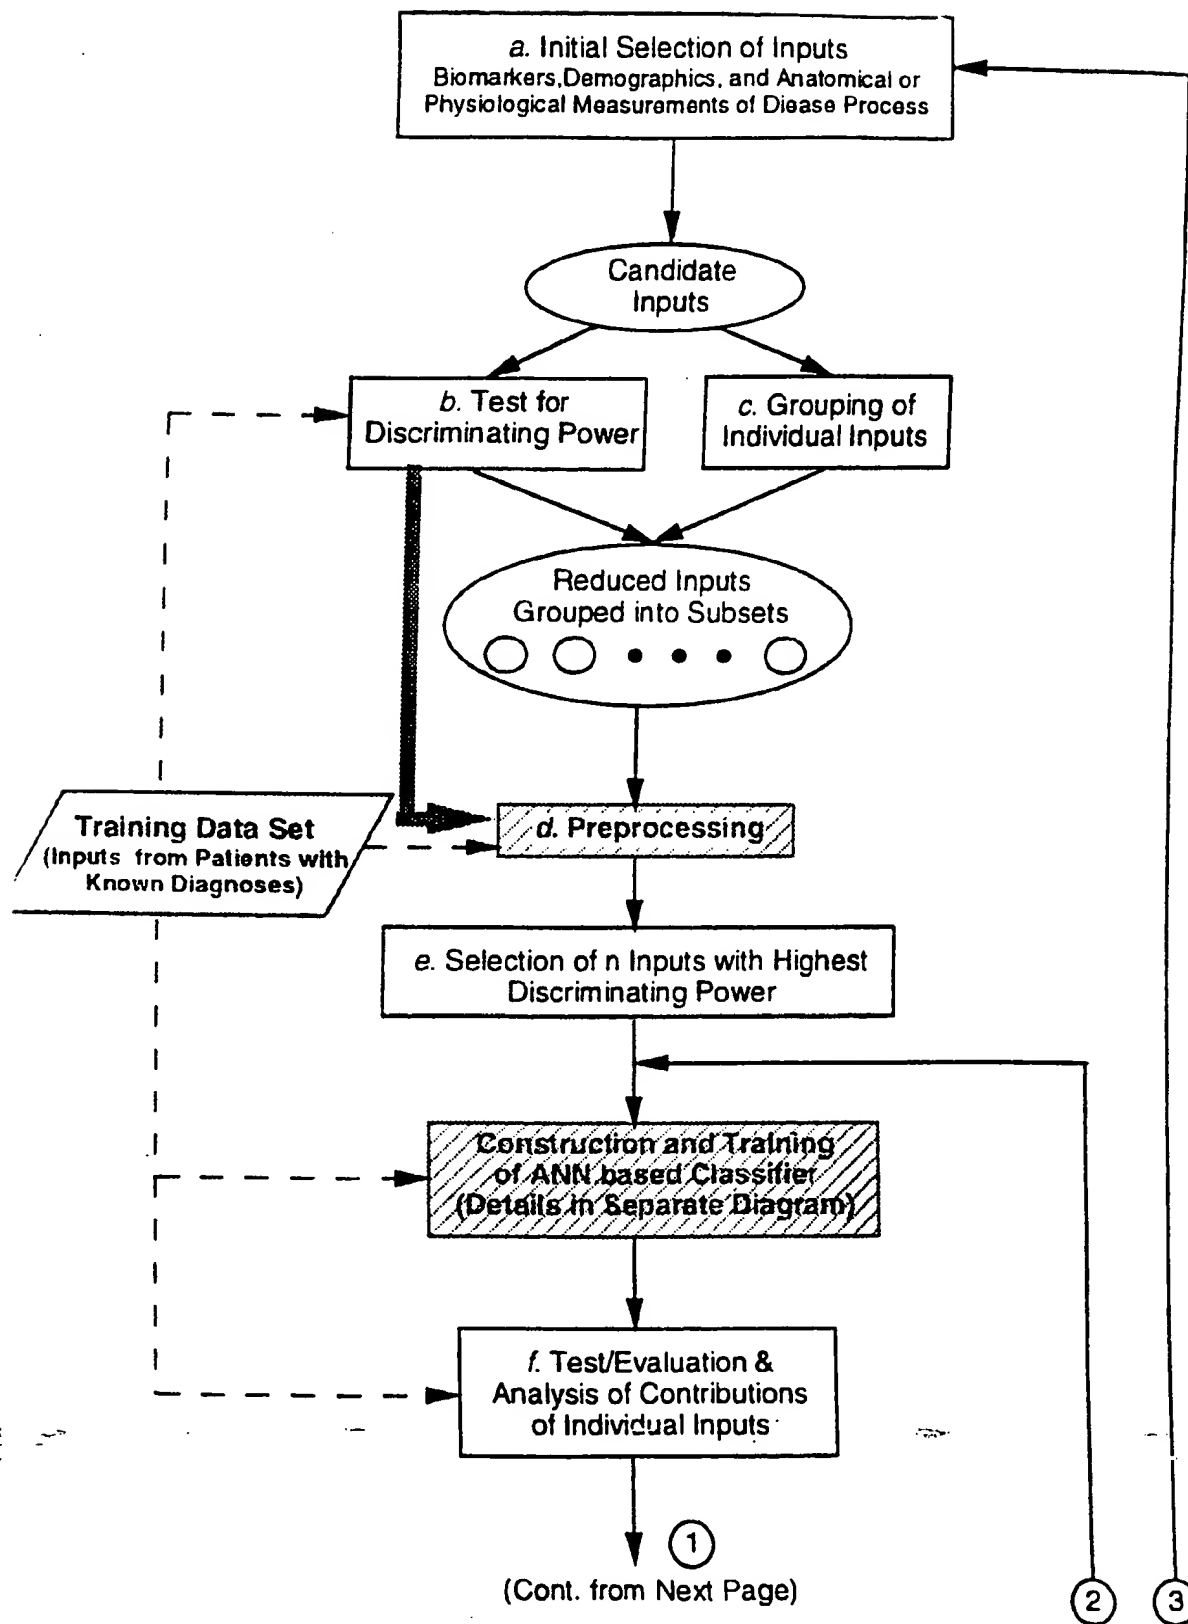 a. Initial Selection of Inputs
Biomarkers,Demographics, and Anatomical or
Physiological Measurements of Diease Process
Candidate
Inputs
b. Test for
Discriminating Power
c. Grouping of
Individual Inputs
Reduced Inputs
Grouped into Subsets
Training Data Set
(Inputs from Patients with
Known Diagnoses)
d. Preprocessing
e. Selection of n Inputs with Highest
Discriminating Power
Construction and Training
of ANN based Classifier
(Details in Separate Diagram)
f. Test/Evaluation &
Analysis of Contributions
of Individual Inputs
1
(Cont. from Next Page)
2
3